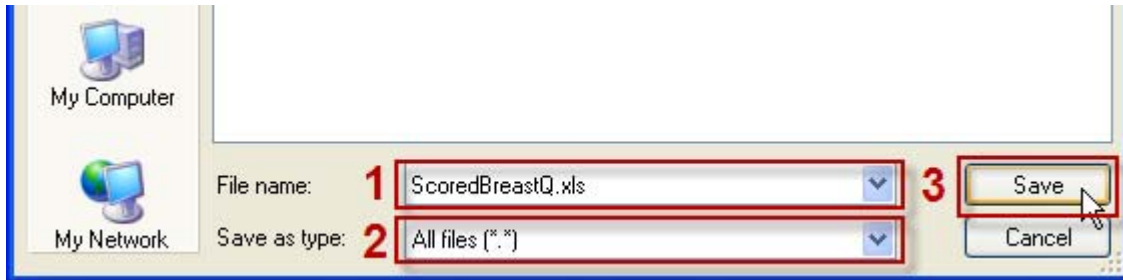 My Computer
My Network
File name: 1 ScoredBreastQ.xls 3 Save
Save as type: 2 All files (*.*) Cancel